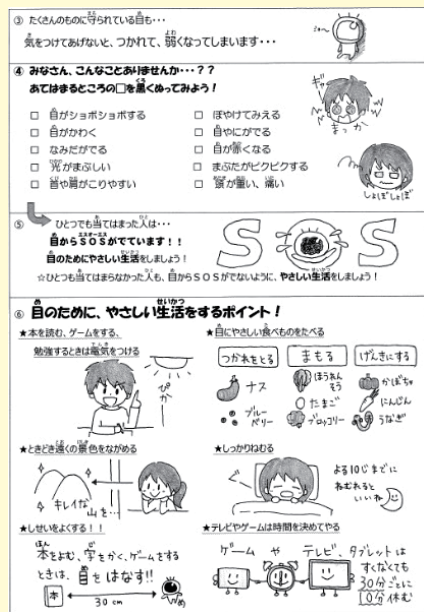 ③ たくさんのものに守られている目も・・・
気をつけてあげないと、つかれて、弱くなってしまいます・・・
④ みなさん、こんなことありませんか・・・??
あてはまるところの□を黒くぬってみよう!
□ 目がショボショボする
□ 目がかわく
□ なみだがでる
□ 光がまぶしい
□ 首や肩がこりやすい
□ ぼやけてみえる
□ 目やにがでる
□ 目が赤くなる
□ まぶたがピクピクする
□ 頭が重い、痛い
まっか
しょぼしょぼ
⑤ ひとつでも当てはまった人は・・・
目からSOSがでています!!
目のためにやさしい生活をしましょう!
SOS
☆ひとつも当てはまらなかった人も、目からSOSがでないように、やさしい生活をしましょう!
⑥ 目のために、やさしい生活をするポイント!
★本を読む、ゲームをする、
勉強するときは電気をつける
ぴかー
★目にやさしい食べものをたべる
つかれをとる
まもる
げんきにする
ナス
ブルーベリー
ほうれんそう
たまご
ブロッコリー
かぼちゃ
にんじん
うなぎ
★ときどき遠くの景色をながめる
キレイな
山を…
★しっかりねむる
よる10じまでに
ねむれると
いいね
★しせいをよくする!!
本をよむ、字をかく、ゲームをする
ときは、目をはなす!!
本
30cm
め
★テレビやゲームは時間を決めてやる
ゲーム や テレビ、タブレットは
すくなくても
30分ごとに
10分休む